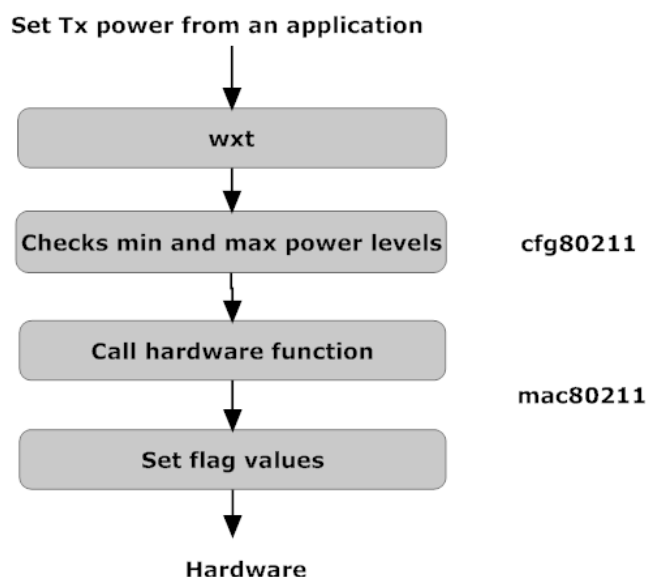 Set Tx power from an application
wxt
Checks min and max power levels
cfg80211
Call hardware function
mac80211
Set flag values
Hardware